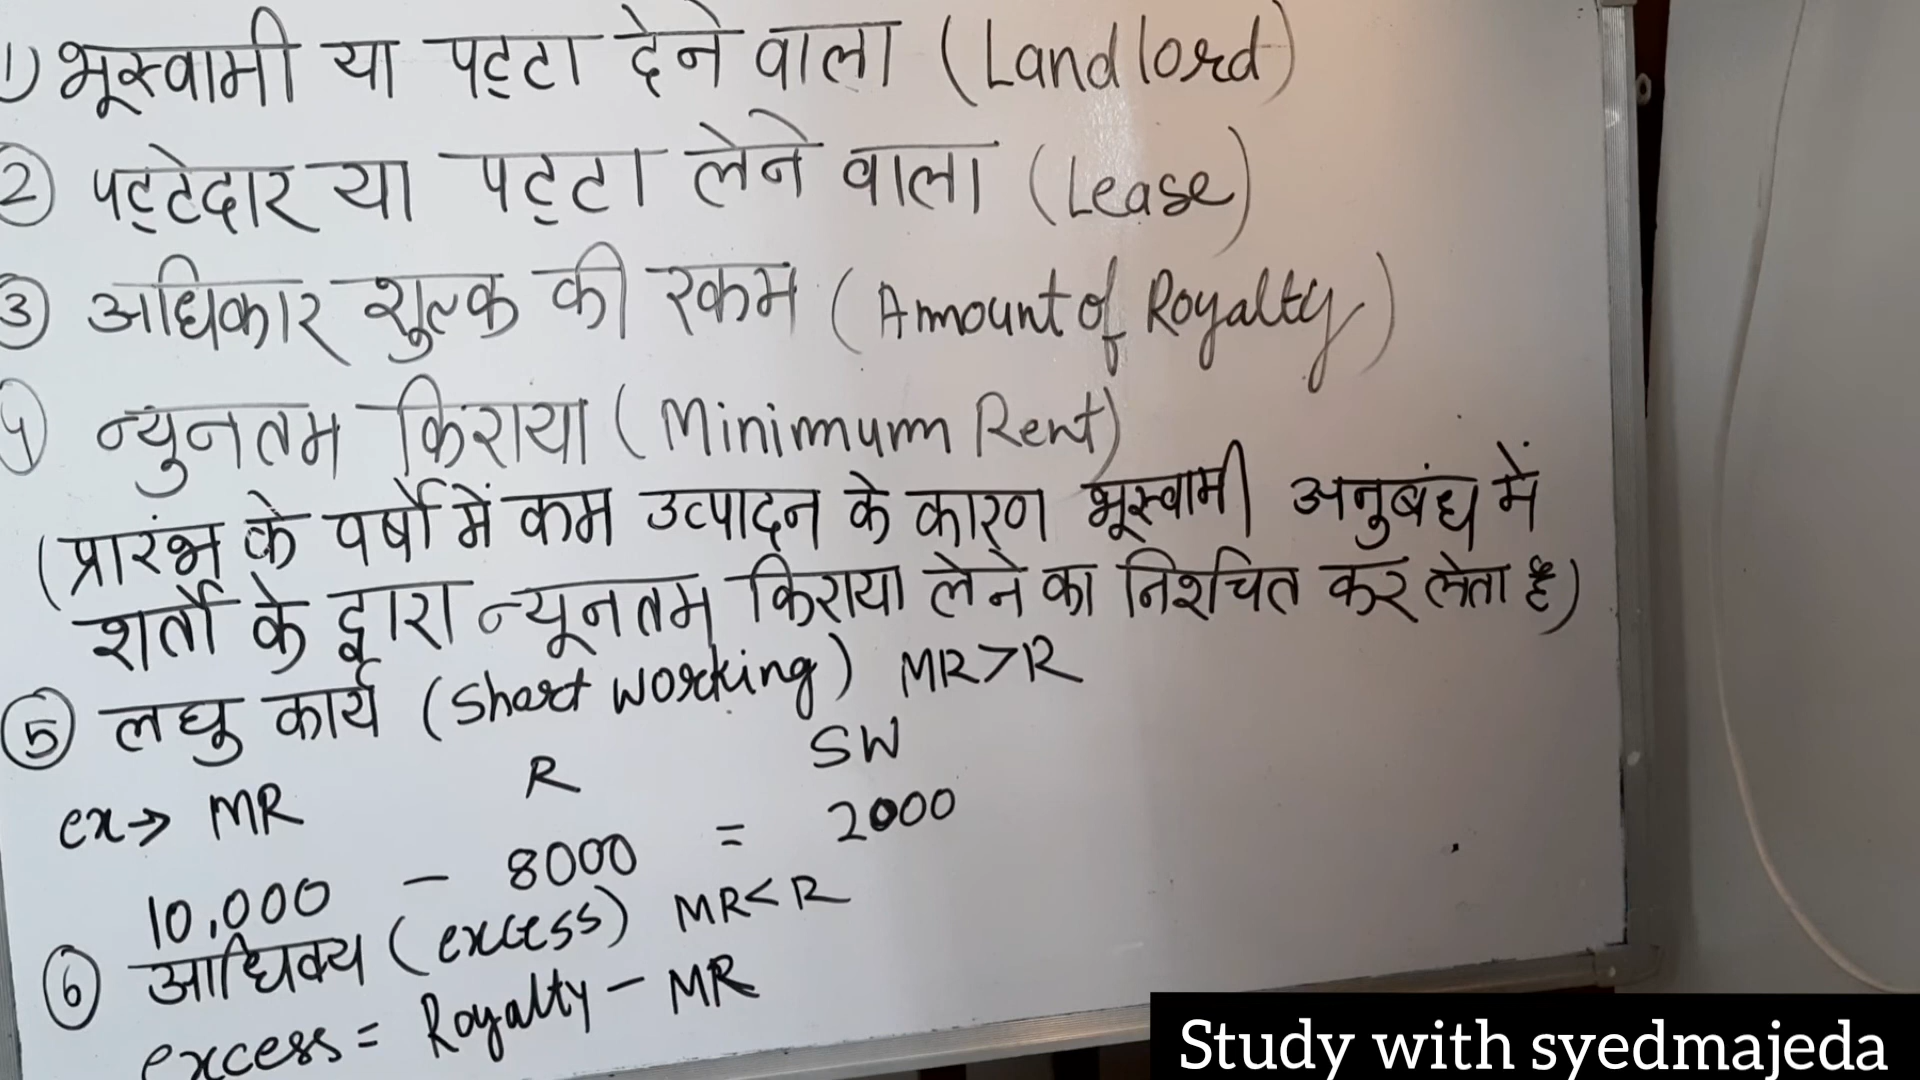 1) भूस्वामी या पट्टा देने वाला (Landlord)
② पट्टेदार या पट्टा लेने वाला (Lease)
③ अधिकार शुल्क की रकम (Amount of Royalty)
④ न्युनतम किराया (Minimum Rent)
(प्रारंभ के वर्षों में कम उत्पादन के कारण भूस्वामी अनुबंध में
शर्तों के द्वारा न्यूनतम किराया लेने का निश्चित कर लेता है)
⑤ लघु कार्य (Short working) MR>R
ex→ MR R SW
10,000 - 8000 = 2000
⑥ आधिक्य (excess) MR<R
excess = Royalty - MR
Study with syedmajeda